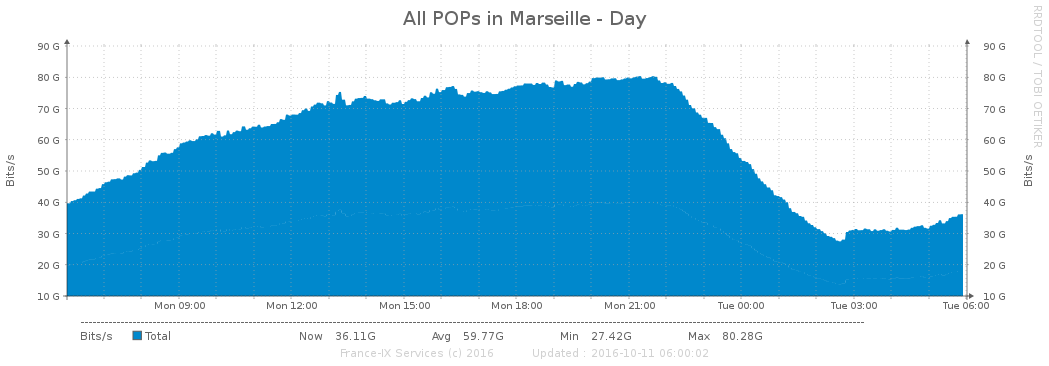 All POPs in Marseille - Day
RRDTOOL / TOBI OETIKER
90 G 90 G
80 G 80 G
70 G 70 G
60 G 60 G
50 G 50 G
40 G 40 G
30 G 30 G
20 G 20 G
10 G 10 G
Bits/s
Bits/s
Mon 09:00 Mon 12:00 Mon 15:00 Mon 18:00 Mon 21:00 Tue 00:00 Tue 03:00 Tue 06:00
Bits/s Total Now 36.11G Avg 59.77G Min 27.42G Max 80.28G
France-IX Services (c) 2016 Updated : 2016-10-11 06:00:02